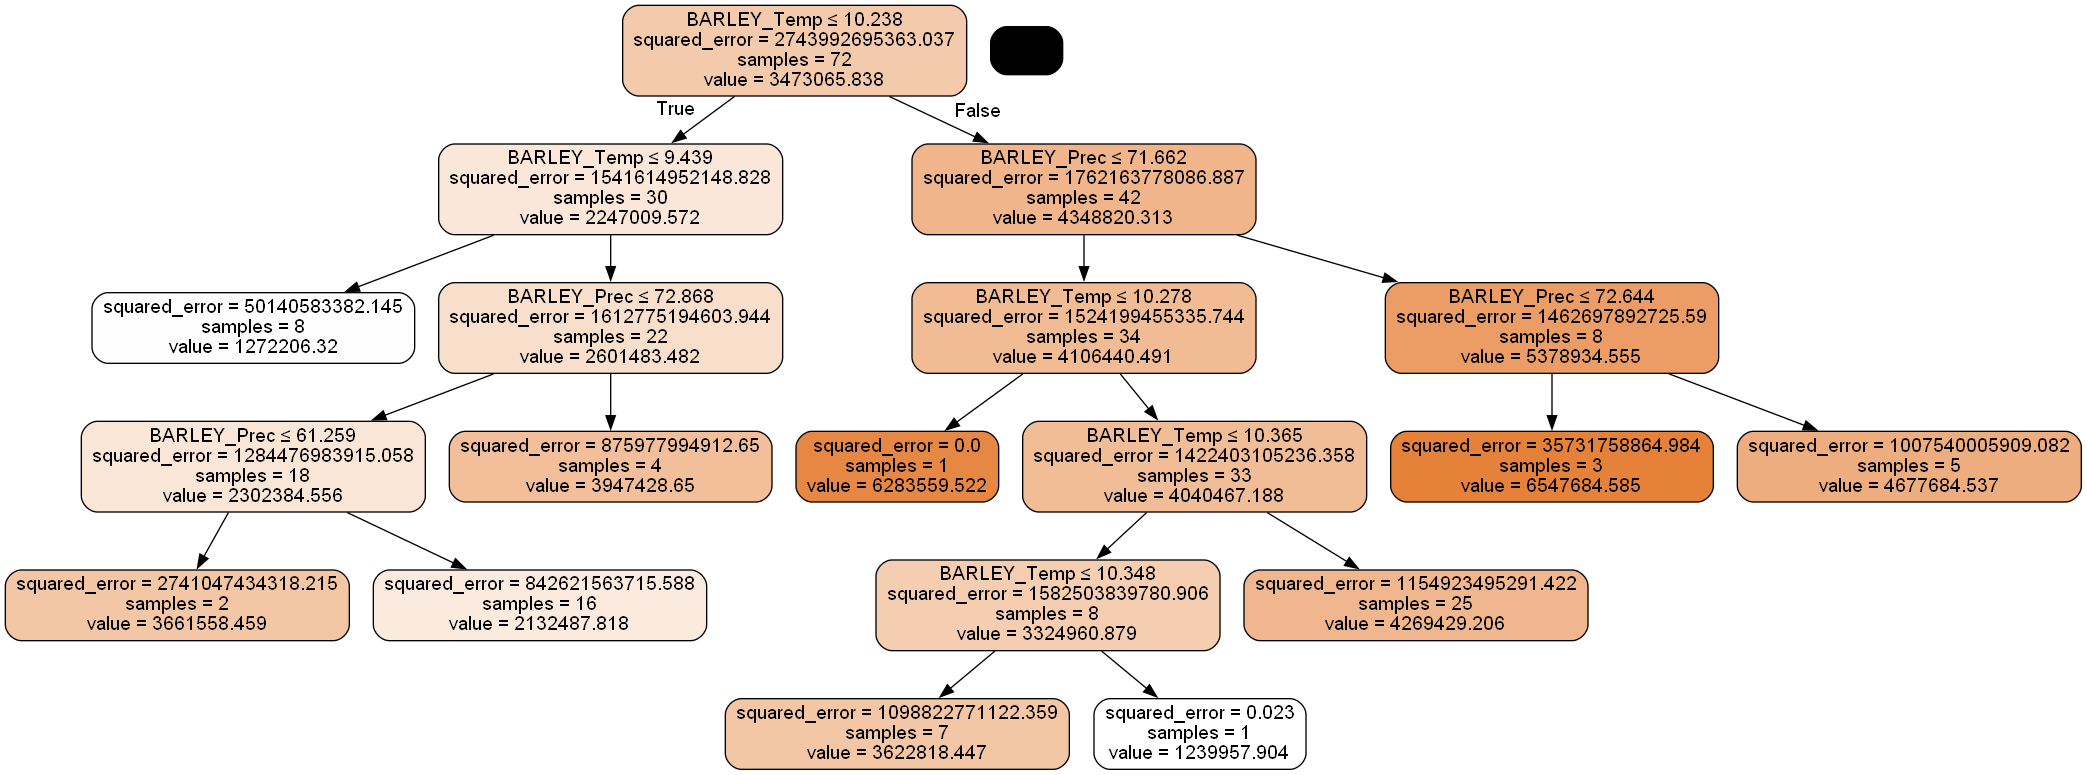 BARLEY_Temp ≤ 10.238
squared_error = 2743992695363.037
samples = 72
value = 3473065.838
True
False
BARLEY_Temp ≤ 9.439
squared_error = 1541614952148.828
samples = 30
value = 2247009.572
BARLEY_Prec ≤ 71.662
squared_error = 1762163778086.887
samples = 42
value = 4348820.313
squared_error = 50140583382.145
samples = 8
value = 1272206.32
BARLEY_Prec ≤ 72.868
squared_error = 1612775194603.944
samples = 22
value = 2601483.482
BARLEY_Temp ≤ 10.278
squared_error = 1524199455335.744
samples = 34
value = 4106440.491
BARLEY_Prec ≤ 72.644
squared_error = 1462697892725.59
samples = 8
value = 5378934.555
BARLEY_Prec ≤ 61.259
squared_error = 1284476983915.058
samples = 18
value = 2302384.556
squared_error = 875977994912.65
samples = 4
value = 3947428.65
squared_error = 0.0
samples = 1
value = 6283559.522
BARLEY_Temp ≤ 10.365
squared_error = 1422403105236.358
samples = 33
value = 4040467.188
squared_error = 35731758864.984
samples = 3
value = 6547684.585
squared_error = 1007540005909.082
samples = 5
value = 4677684.537
squared_error = 2741047434318.215
samples = 2
value = 3661558.459
squared_error = 842621563715.588
samples = 16
value = 2132487.818
BARLEY_Temp ≤ 10.348
squared_error = 1582503839780.906
samples = 8
value = 3324960.879
squared_error = 1154923495291.422
samples = 25
value = 4269429.206
squared_error = 1098822771122.359
samples = 7
value = 3622818.447
squared_error = 0.023
samples = 1
value = 1239957.904